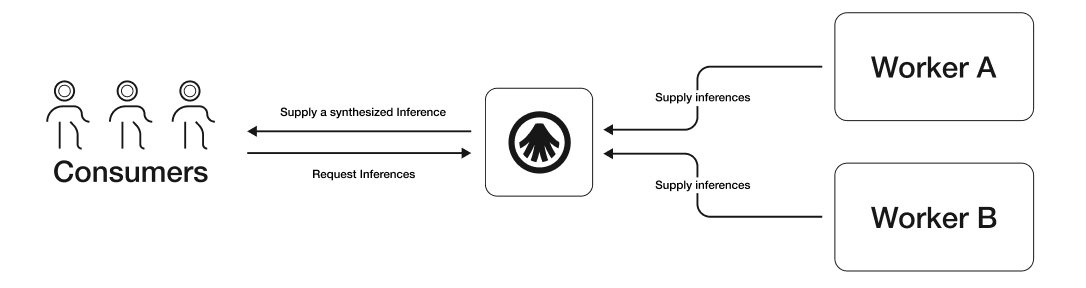 Supply a synthesized Inference
Request Inferences
Consumers
Supply inferences
Supply inferences
Worker A
Worker B